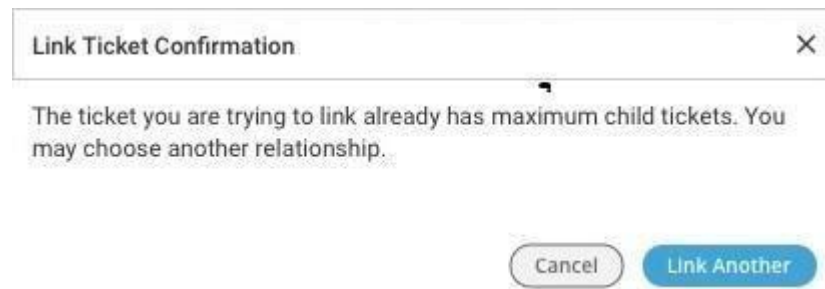 Link Ticket Confirmation
The ticket you are trying to link already has maximum child tickets. You
may choose another relationship.
Cancel
Link Another